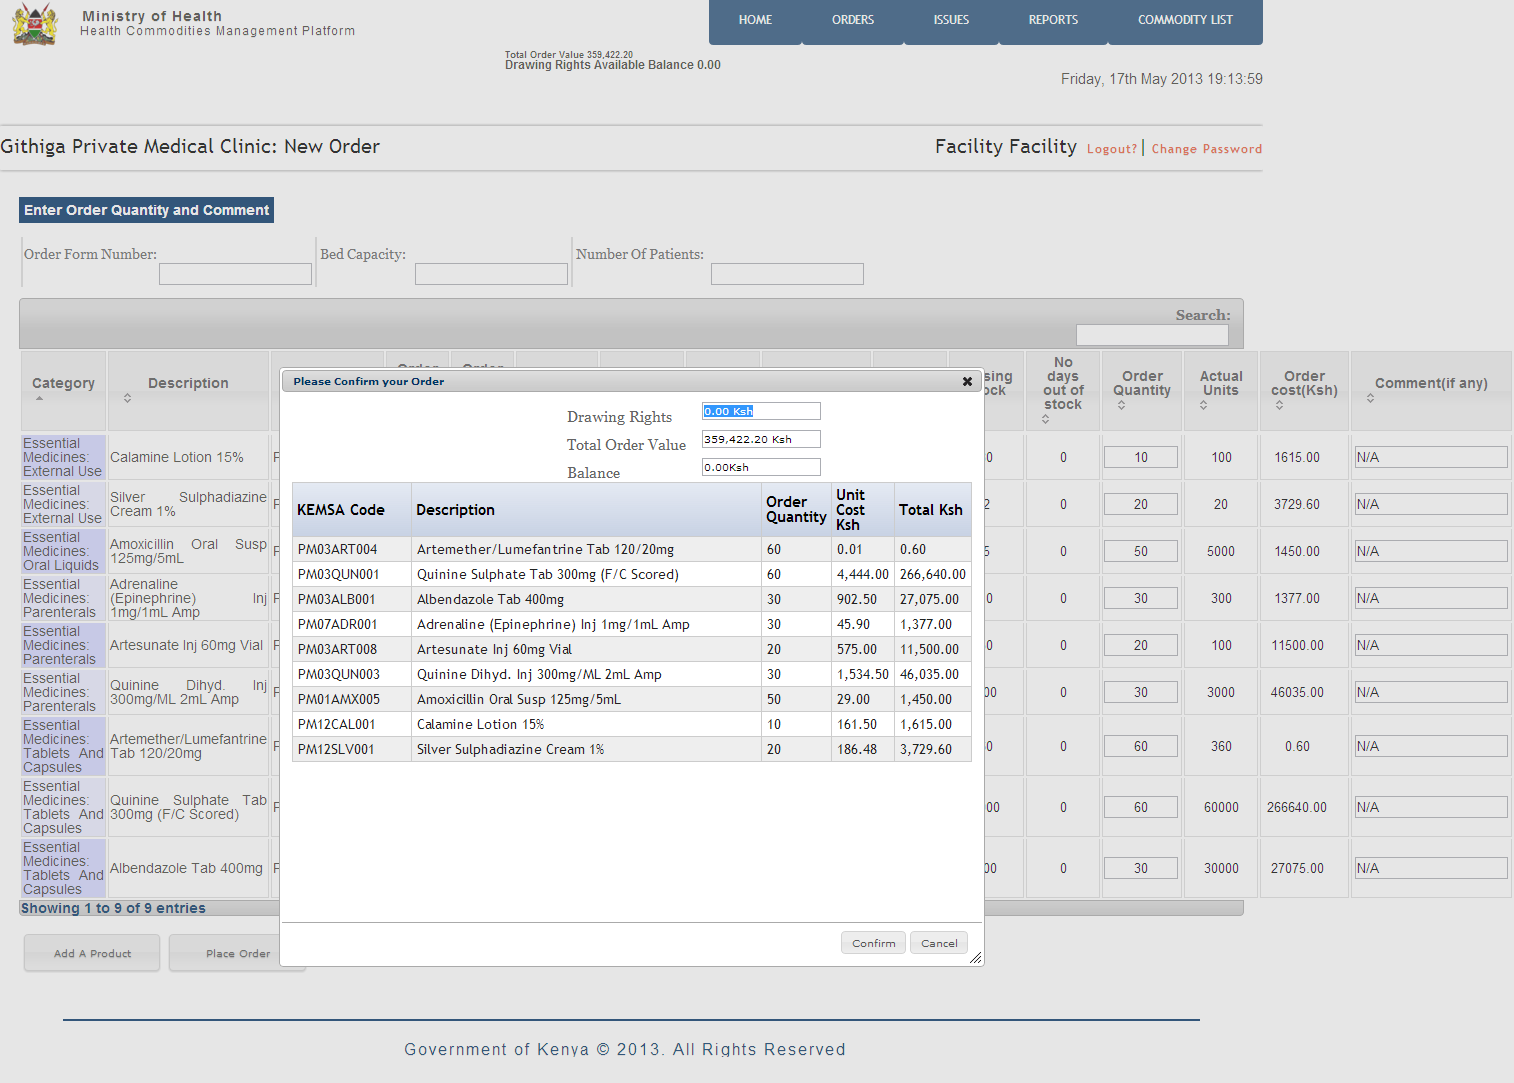 Ministry of Health
Health Commodities Management Platform
HOME
ORDERS
ISSUES
REPORTS
COMMODITY LIST
Total Order Value 359,422.20
Drawing Rights Available Balance 0.00
Friday, 17th May 2013 19:13:59
Githiga Private Medical Clinic: New Order
Facility Facility Logout? | Change Password
Enter Order Quantity and Comment
Order Form Number:
Bed Capacity:
Number Of Patients:
Search:
Category
Description
No days out of stock
Order Quantity
Actual Units
Order cost(Ksh)
Comment(if any)
Essential Medicines: External Use Calamine Lotion 15% 0 10 100 1615.00 N/A
Essential Medicines: External Use Silver Sulphadiazine Cream 1% 0 20 20 3729.60 N/A
Essential Medicines: Oral Liquids Amoxicillin Oral Susp 125mg/5mL 0 50 5000 1450.00 N/A
Essential Medicines: Parenterals Adrenaline (Epinephrine) Inj 1mg/1mL Amp 0 30 300 1377.00 N/A
Essential Medicines: Parenterals Artesunate Inj 60mg Vial 0 20 100 11500.00 N/A
Essential Medicines: Parenterals Quinine Dihyd. Inj 300mg/ML 2mL Amp 0 30 3000 46035.00 N/A
Essential Medicines: Tablets And Capsules Artemether/Lumefantrine Tab 120/20mg 0 60 360 0.60 N/A
Essential Medicines: Tablets And Capsules Quinine Sulphate Tab 300mg (F/C Scored) 0 60 60000 266640.00 N/A
Essential Medicines: Tablets And Capsules Albendazole Tab 400mg 0 30 30000 27075.00 N/A
Showing 1 to 9 of 9 entries
Add A Product
Place Order
Please Confirm your Order
Drawing Rights 0.00 Ksh
Total Order Value 359,422.20 Ksh
Balance 0.00Ksh
KEMSA Code Description Order Quantity Unit Cost Ksh Total Ksh
PM03ART004 Artemether/Lumefantrine Tab 120/20mg 60 0.01 0.60
PM03QUN001 Quinine Sulphate Tab 300mg (F/C Scored) 60 4,444.00 266,640.00
PM03ALB001 Albendazole Tab 400mg 30 902.50 27,075.00
PM07ADR001 Adrenaline (Epinephrine) Inj 1mg/1mL Amp 30 45.90 1,377.00
PM03ART008 Artesunate Inj 60mg Vial 20 575.00 11,500.00
PM03QUN003 Quinine Dihyd. Inj 300mg/ML 2mL Amp 30 1,534.50 46,035.00
PM01AMX005 Amoxicillin Oral Susp 125mg/5mL 50 29.00 1,450.00
PM12CAL001 Calamine Lotion 15% 10 161.50 1,615.00
PM12SLV001 Silver Sulphadiazine Cream 1% 20 186.48 3,729.60
Confirm
Cancel
Government of Kenya © 2013. All Rights Reserved